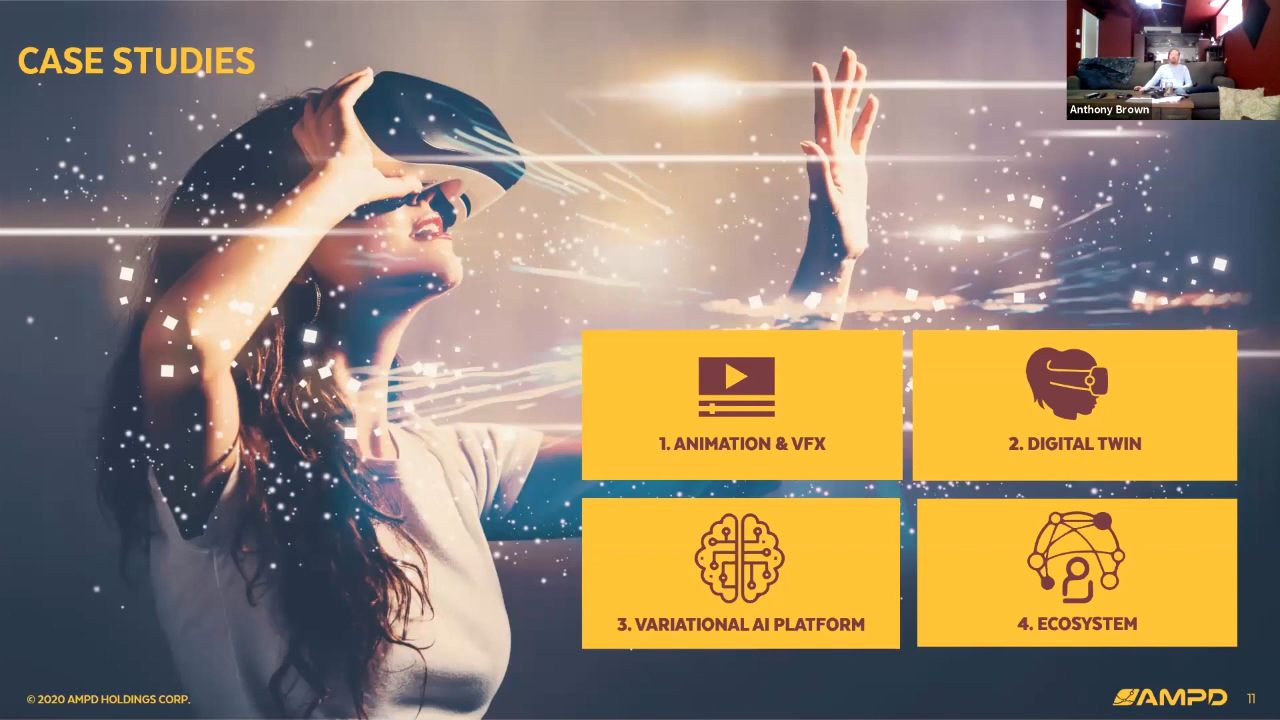 CASE STUDIES
Anthony Brown
1. ANIMATION & VFX
2. DIGITAL TWIN
3. VARIATIONAL AI PLATFORM
4. ECOSYSTEM
© 2020 AMPD HOLDINGS CORP.
AMPD
11